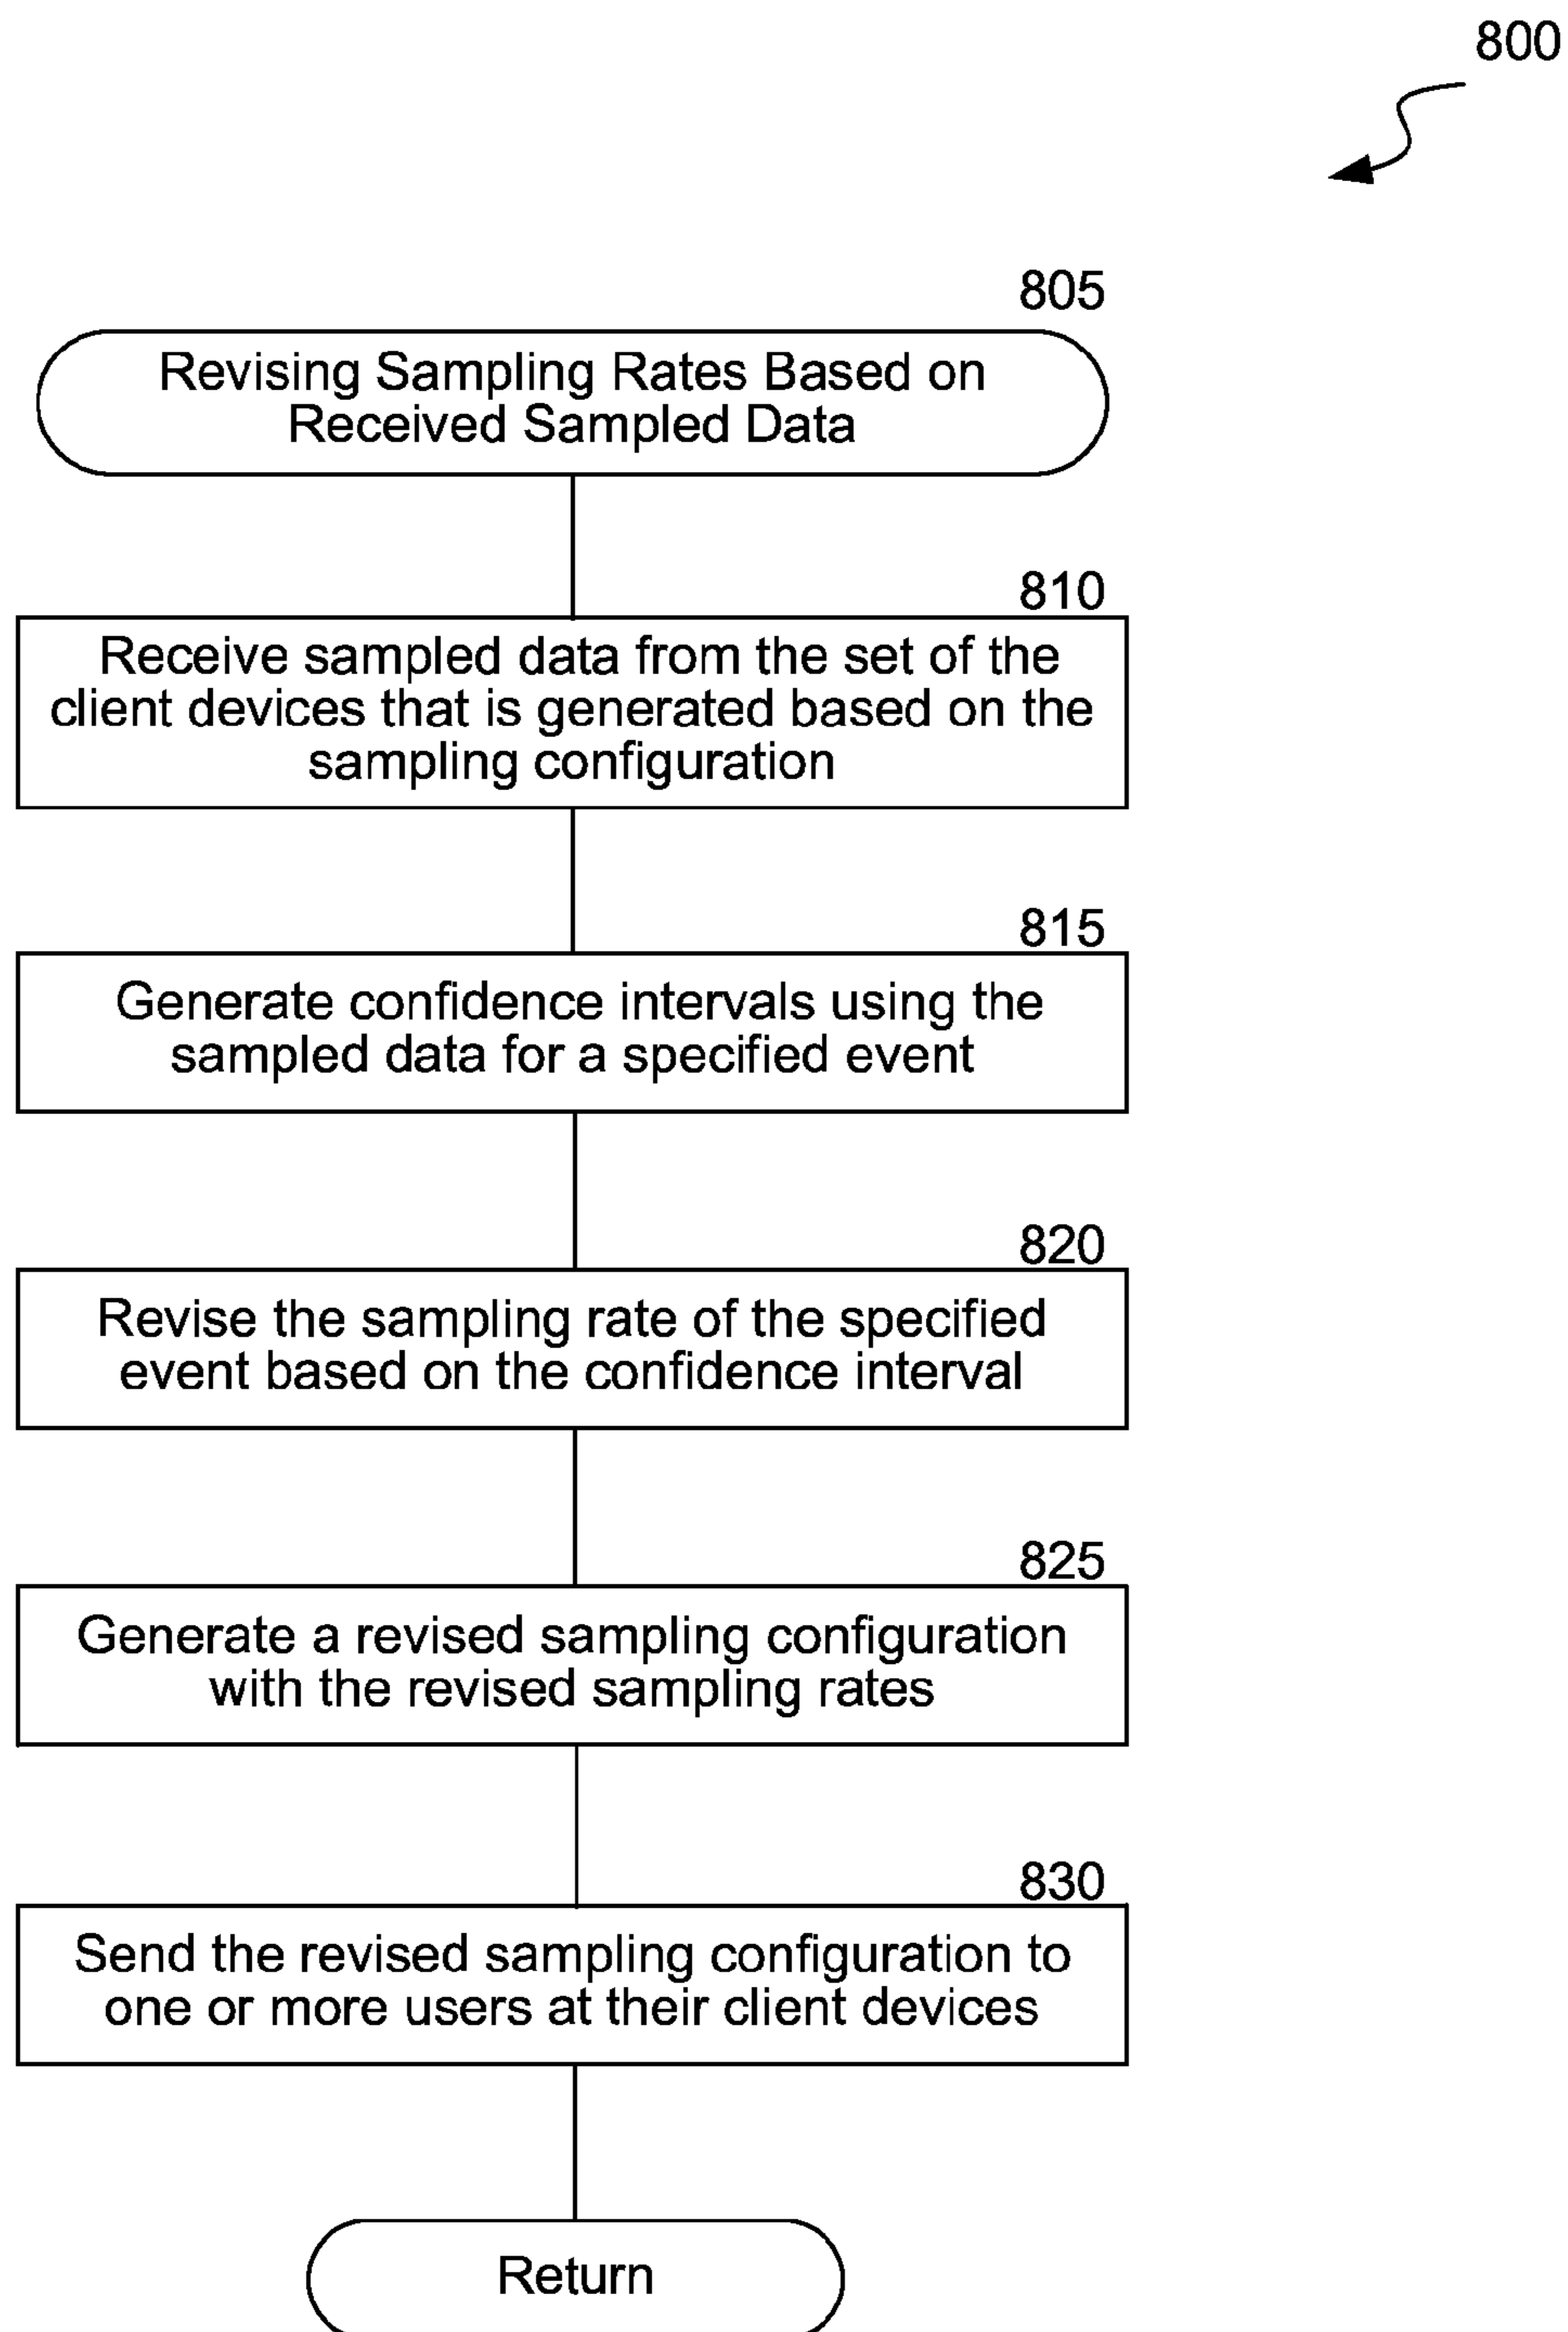 800
805
Revising Sampling Rates Based on
Received Sampled Data
810
Receive sampled data from the set of the
client devices that is generated based on the
sampling configuration
815
Generate confidence intervals using the
sampled data for a specified event
820
Revise the sampling rate of the specified
event based on the confidence interval
825
Generate a revised sampling configuration
with the revised sampling rates
830
Send the revised sampling configuration to
one or more users at their client devices
Return